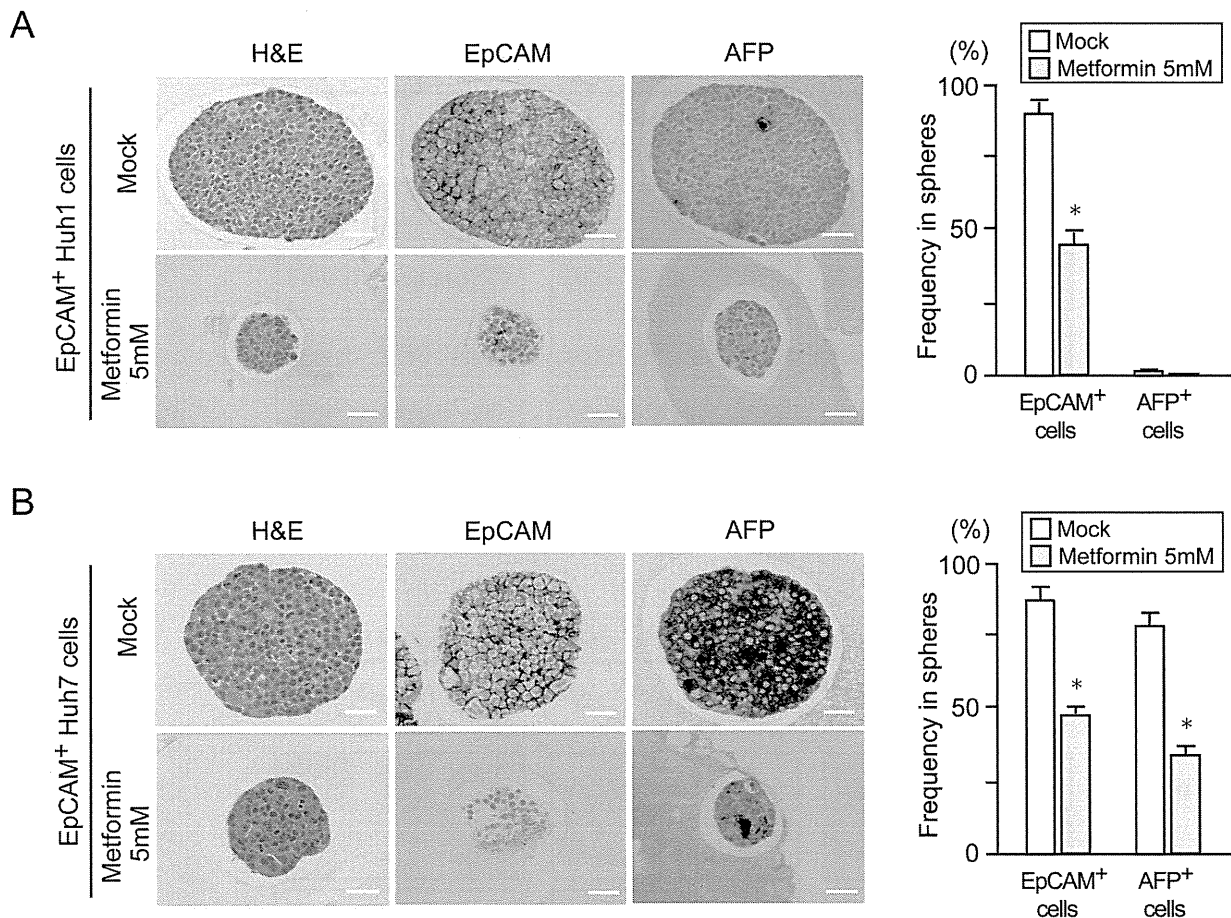 A
H&E
EpCAM
AFP
EpCAM+ Huh1 cells
Mock
Metformin
5mM
(%)
Mock
Metformin 5mM
Frequency in spheres
100
50
0
*
EpCAM+
cells
AFP+
cells
B
H&E
EpCAM
AFP
EpCAM+ Huh7 cells
Mock
Metformin
5mM
(%)
Mock
Metformin 5mM
Frequency in spheres
100
50
0
*
*
EpCAM+
cells
AFP+
cells